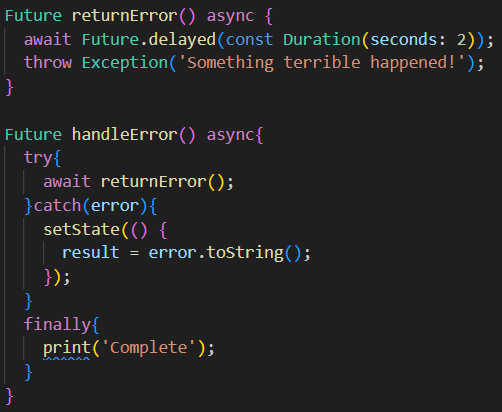 Future returnError() async {
  await Future.delayed(const Duration(seconds: 2));
  throw Exception('Something terrible happened!');
}

Future handleError() async{
  try{
    await returnError();
  }catch(error){
    setState(() {
      result = error.toString();
    });
  }
  finally{
    print('Complete');
  }
}